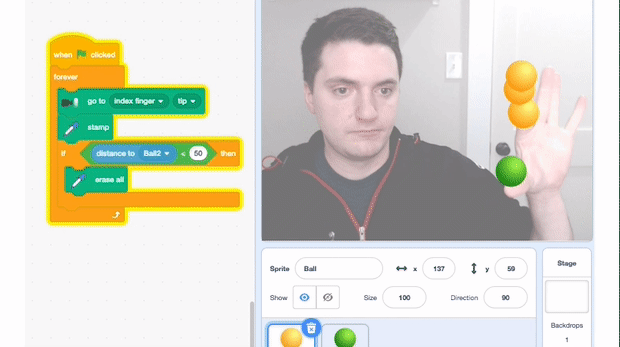 when clicked
forever
go to index finger tip
stamp
if distance to Ball2 < 50 then
erase all
Sprite Ball x 137 y 59
Show Size 100 Direction 90
Stage
Backdrops
1